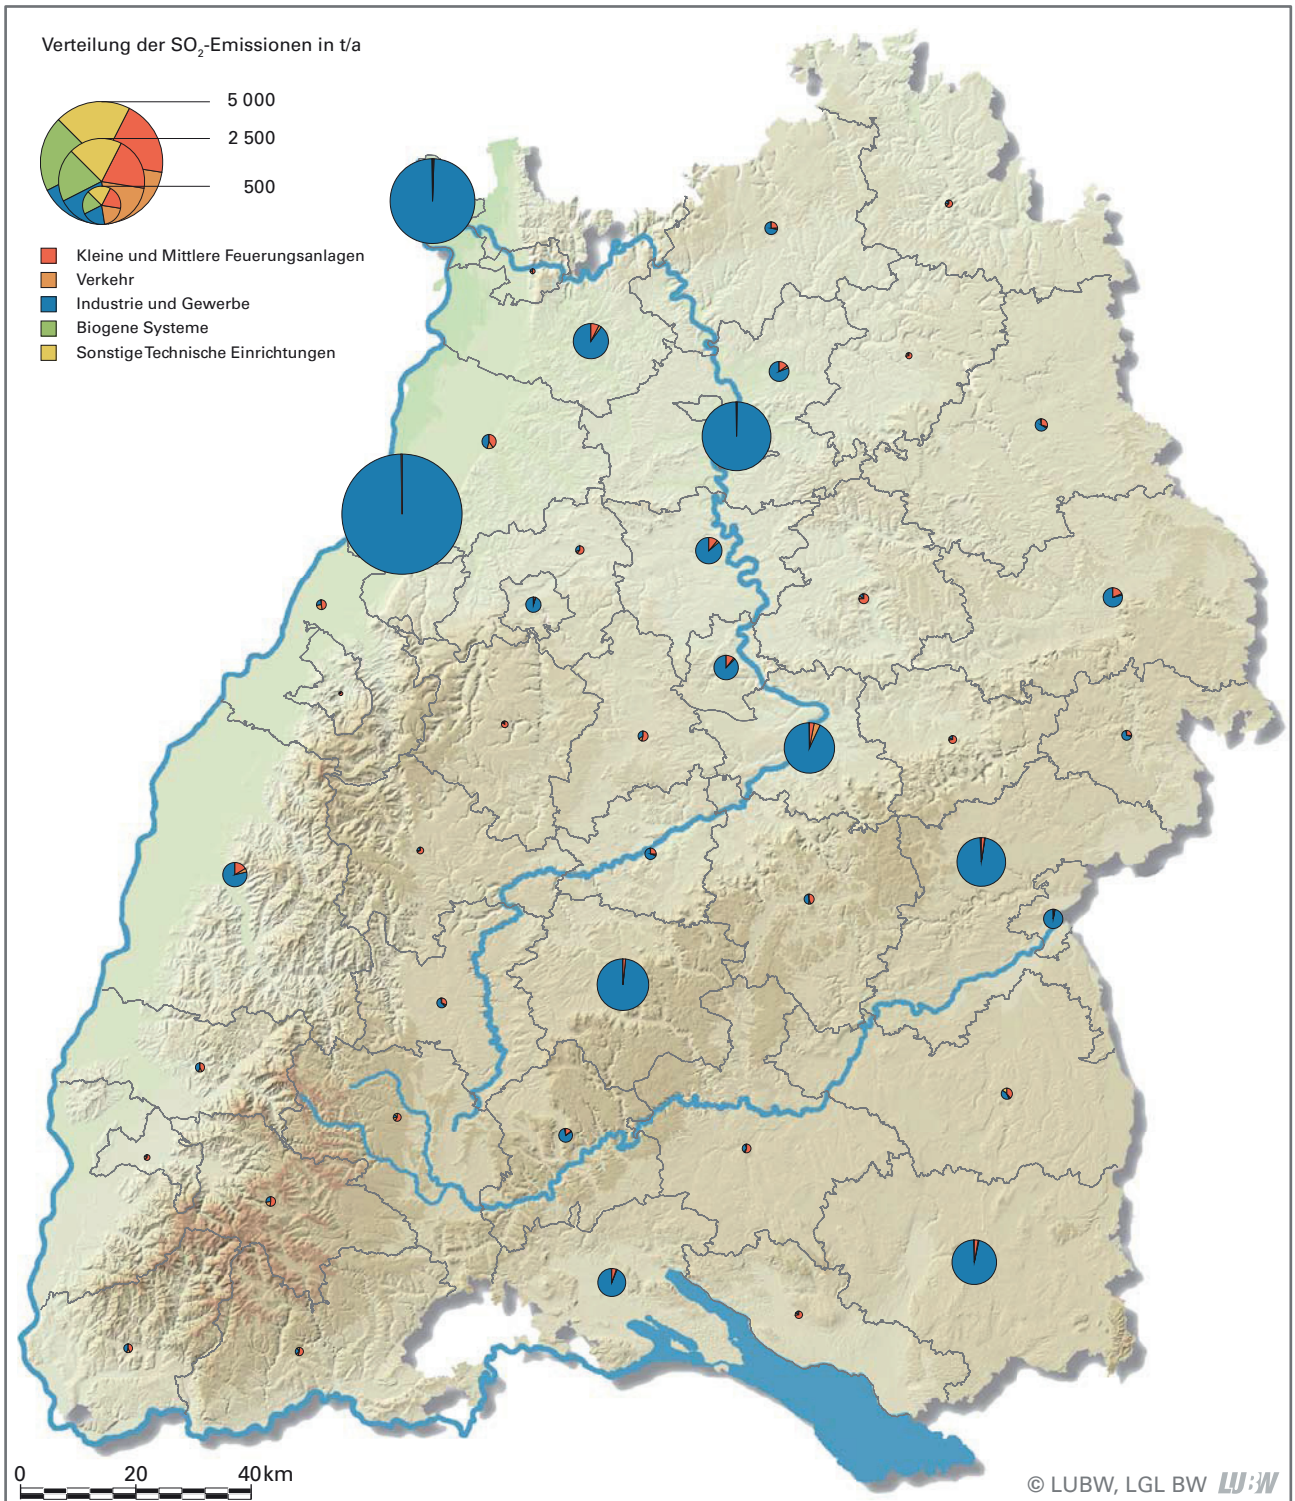 Verteilung der SO₂-Emissionen in t/a
5 000
2 500
500
Kleine und Mittlere Feuerungsanlagen
Verkehr
Industrie und Gewerbe
Biogene Systeme
Sonstige Technische Einrichtungen
0 20 40 km
© LUBW, LGL BW LUBW